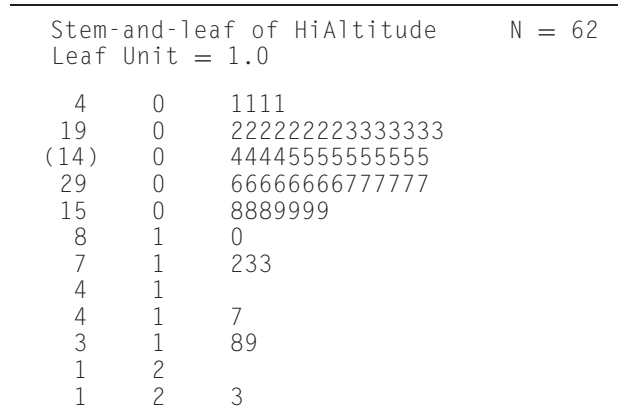 Stem-and-leaf of HiAltitude N = 62
Leaf Unit = 1.0
4 0 1111
19 0 222222223333333
(14) 0 44445555555555
29 0 66666666777777
15 0 8889999
8 1 0
7 1 233
4 1
4 1 7
3 1 89
1 2
1 2 3